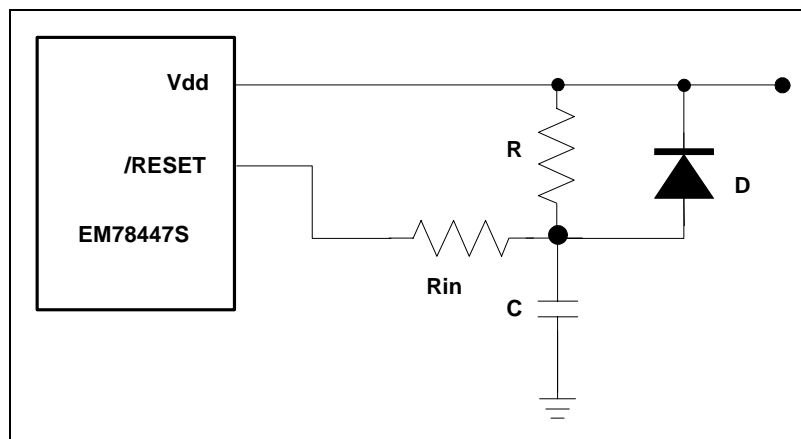 Vdd
R
/RESET
D
EM78447S
Rin
C